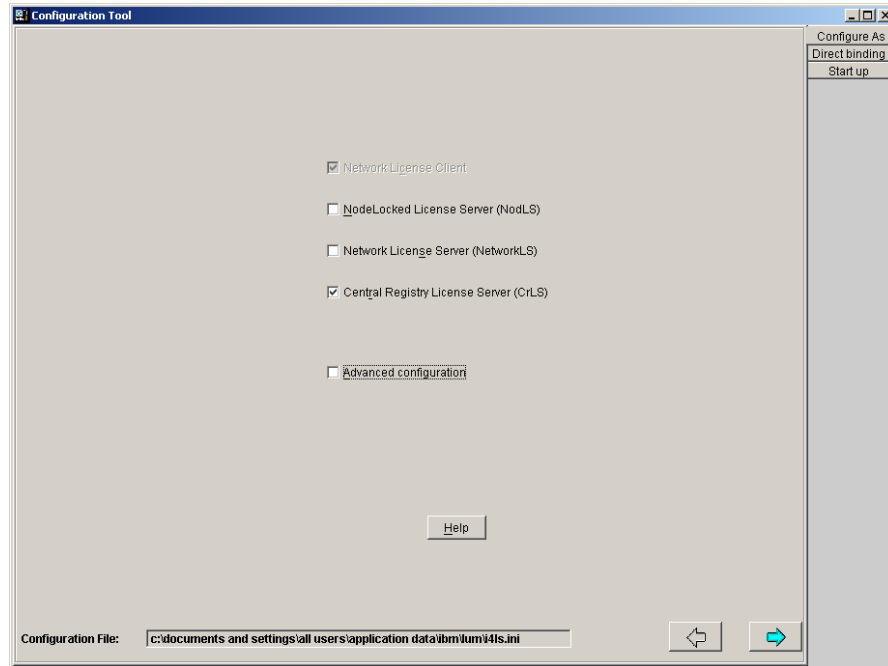 Configuration Tool
Configure As
Direct binding
Start up
Network License Client
NodeLocked License Server (NodLS)
Network License Server (NetworkLS)
Central Registry License Server (CrLS)
Advanced configuration
Help
Configuration File: c:\documents and settings\all users\application data\ibm\lum\i4ls.ini